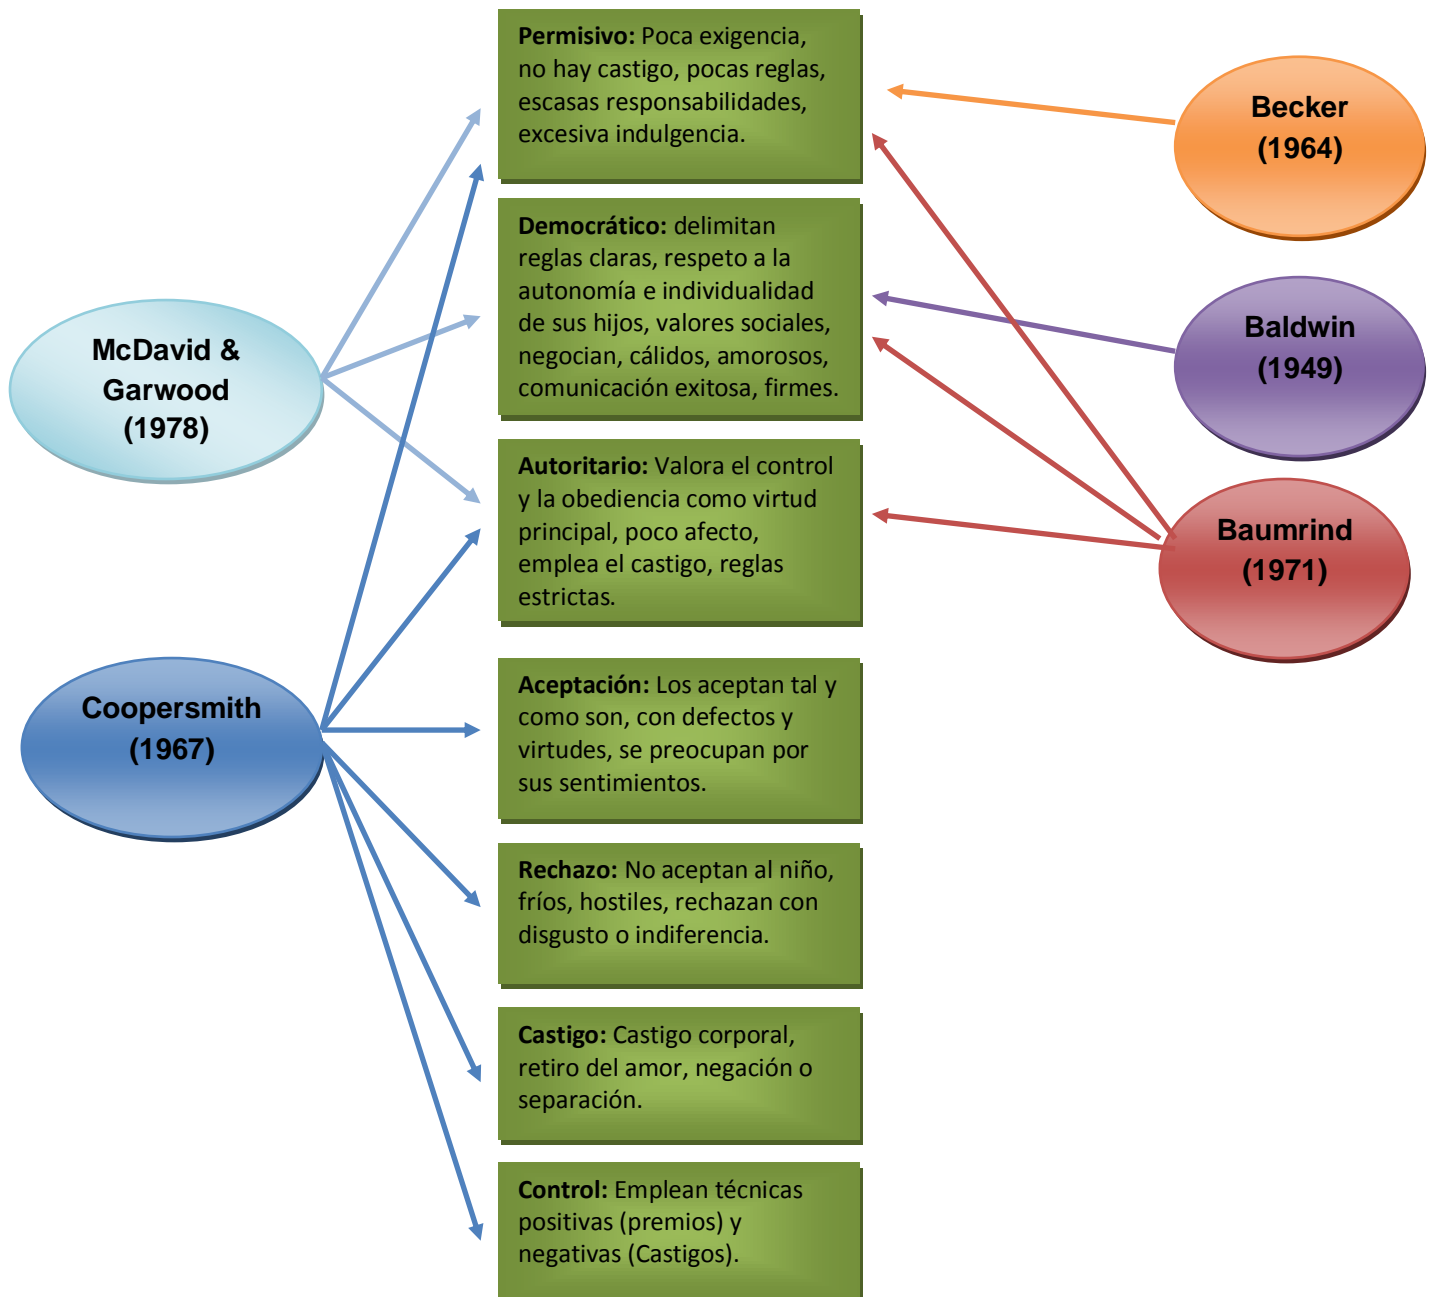 Permisivo: Poca exigencia,
no hay castigo, pocas reglas,
escasas responsabilidades,
excesiva indulgencia.
Becker
(1964)
Democrático: delimitan
reglas claras, respeto a la
autonomía e individualidad
de sus hijos, valores sociales,
negocian, cálidos, amorosos,
comunicación exitosa, firmes.
McDavid &
Garwood
(1978)
Baldwin
(1949)
Autoritario: Valora el control
y la obediencia como virtud
principal, poco afecto,
emplea el castigo, reglas
estrictas.
Baumrind
(1971)
Coopersmith
(1967)
Aceptación: Los aceptan tal y
como son, con defectos y
virtudes, se preocupan por
sus sentimientos.
Rechazo: No aceptan al niño,
fríos, hostiles, rechazan con
disgusto o indiferencia.
Castigo: Castigo corporal,
retiro del amor, negación o
separación.
Control: Emplean técnicas
positivas (premios) y
negativas (Castigos).